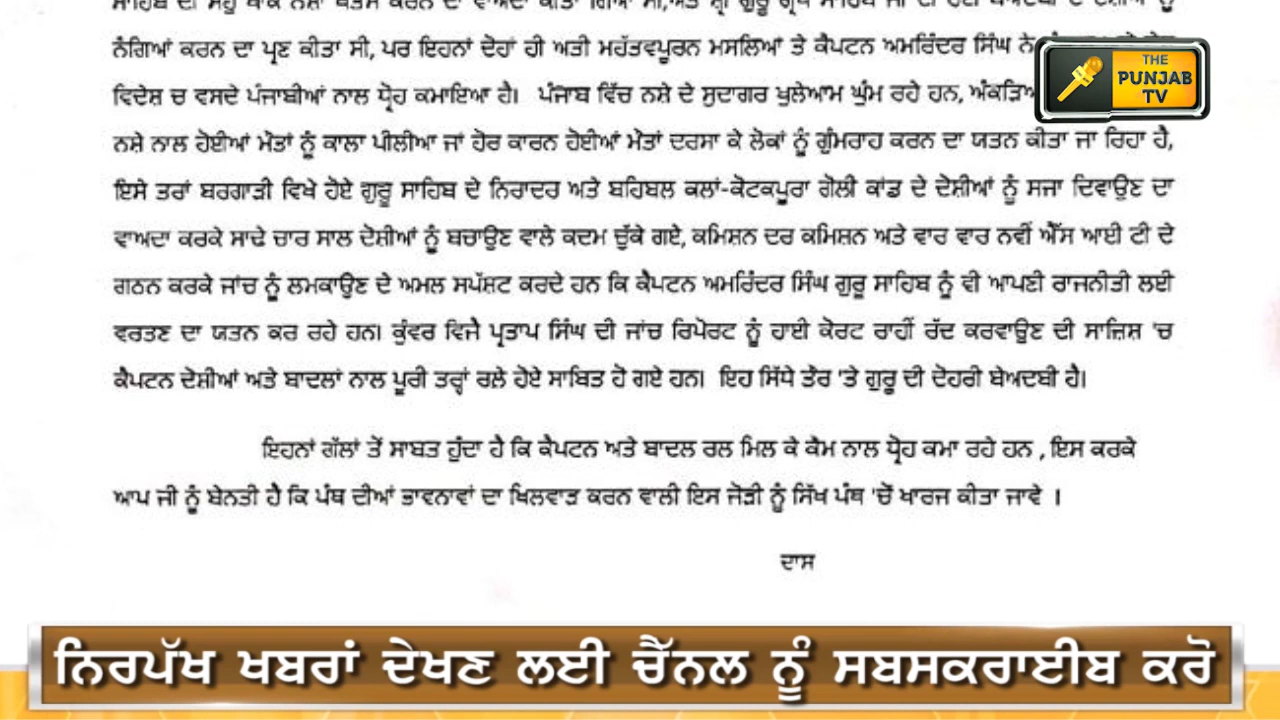 ਨੰਗਿਆਂ ਕਰਨ ਦਾ ਪ੍ਰਣ ਕੀਤਾ ਸੀ, ਪਰ ਇਹਨਾਂ ਦੋਹਾਂ ਹੀ ਅਤੀ ਮਹੱਤਵਪੂਰਨ ਮਸਲਿਆਂ ਤੇ ਕੈਪਟਨ ਅਮਰਿੰਦਰ ਸਿੰਘ ਨੇ
ਵਿਦੇਸ਼ ਚ ਵਸਦੇ ਪੰਜਾਬੀਆਂ ਨਾਲ ਧ੍ਰੋਹ ਕਮਾਇਆ ਹੈ। ਪੰਜਾਬ ਵਿੱਚ ਨਸ਼ੇ ਦੇ ਸੁਦਾਗਰ ਖੁਲੇਆਮ ਘੁੰਮ ਰਹੇ ਹਨ,
ਨਸ਼ੇ ਨਾਲ ਹੋਈਆਂ ਮੌਤਾਂ ਨੂੰ ਕਾਲਾ ਪੀਲੀਆ ਜਾਂ ਹੋਰ ਕਾਰਨ ਹੋਈਆਂ ਮੌਤਾਂ ਦਰਸਾ ਕੇ ਲੋਕਾਂ ਨੂੰ ਗੁੰਮਰਾਹ ਕਰਨ ਦਾ ਯਤਨ ਕੀਤਾ ਜਾ ਰਿਹਾ ਹੈ,
ਇਸੇ ਤਰਾਂ ਬਰਗਾੜੀ ਵਿਖੇ ਹੋਏ ਗੁਰੂ ਸਾਹਿਬ ਦੇ ਨਿਰਾਦਰ ਅਤੇ ਬਹਿਬਲ ਕਲਾਂ-ਕੋਟਕਪੂਰਾ ਗੋਲੀ ਕਾਂਡ ਦੇ ਦੋਸ਼ੀਆਂ ਨੂੰ ਸਜਾ ਦਿਵਾਉਣ ਦਾ
ਵਾਅਦਾ ਕਰਕੇ ਸਾਢੇ ਚਾਰ ਸਾਲ ਦੋਸ਼ੀਆਂ ਨੂੰ ਬਚਾਉਣ ਵਾਲੇ ਕਦਮ ਚੁੱਕੇ ਗਏ, ਕਮਿਸ਼ਨ ਦਰ ਕਮਿਸ਼ਨ ਅਤੇ ਵਾਰ ਵਾਰ ਨਵੀਂ ਐੱਸ ਆਈ ਟੀ ਦੇ
ਗਠਨ ਕਰਕੇ ਜਾਂਚ ਨੂੰ ਲਮਕਾਉਣ ਦੇ ਅਮਲ ਸਪੱਸ਼ਟ ਕਰਦੇ ਹਨ ਕਿ ਕੈਪਟਨ ਅਮਰਿੰਦਰ ਸਿੰਘ ਗੁਰੂ ਸਾਹਿਬ ਨੂੰ ਵੀ ਆਪਣੀ ਰਾਜਨੀਤੀ ਲਈ
ਵਰਤਣ ਦਾ ਯਤਨ ਕਰ ਰਹੇ ਹਨ। ਕੁੰਵਰ ਵਿਜੈ ਪ੍ਰਤਾਪ ਸਿੰਘ ਦੀ ਜਾਂਚ ਰਿਪੋਰਟ ਨੂੰ ਹਾਈ ਕੋਰਟ ਰਾਹੀਂ ਰੱਦ ਕਰਵਾਉਣ ਦੀ ਸਾਜ਼ਿਸ਼ 'ਚ
ਕੈਪਟਨ ਦੋਸ਼ੀਆਂ ਅਤੇ ਬਾਦਲਾਂ ਨਾਲ ਪੂਰੀ ਤਰ੍ਹਾਂ ਰਲ਼ੇ ਹੋਏ ਸਾਬਿਤ ਹੋ ਗਏ ਹਨ। ਇਹ ਸਿੱਧੇ ਤੌਰ 'ਤੇ ਗੁਰੂ ਦੀ ਦੋਹਰੀ ਬੇਅਦਬੀ ਹੈ।
ਇਹਨਾਂ ਗੱਲਾਂ ਤੋਂ ਸਾਬਤ ਹੁੰਦਾ ਹੈ ਕਿ ਕੈਪਟਨ ਅਤੇ ਬਾਦਲ ਰਲ ਮਿਲ ਕੇ ਕੌਮ ਨਾਲ ਧ੍ਰੋਹ ਕਮਾ ਰਹੇ ਹਨ , ਇਸ ਕਰਕੇ
ਆਪ ਜੀ ਨੂੰ ਬੇਨਤੀ ਹੈ ਕਿ ਪੰਥ ਦੀਆਂ ਭਾਵਨਾਵਾਂ ਦਾ ਖਿਲਵਾੜ ਕਰਨ ਵਾਲੀ ਇਸ ਜੋੜੀ ਨੂੰ ਸਿੱਖ ਪੰਥ 'ਚੋਂ ਖਾਰਜ ਕੀਤਾ ਜਾਵੇ ।
ਦਾਸ
THE
PUNJAB
TV
ਨਿਰਪੱਖ ਖਬਰਾਂ ਦੇਖਣ ਲਈ ਚੈੱਨਲ ਨੂੰ ਸਬਸਕਰਾਈਬ ਕਰੋ